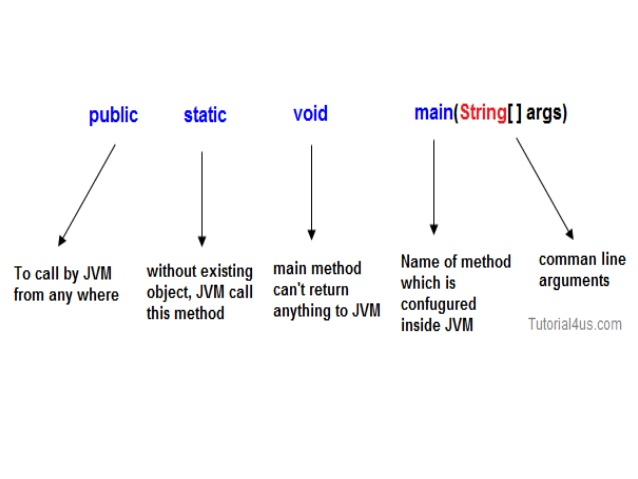 public static void main(String[ ] args)
To call by JVM
from any where
without existing
object, JVM call
this method
main method
can't return
anything to JVM
Name of method
which is
confugured
inside JVM
comman line
arguments
Tutorial4us.com